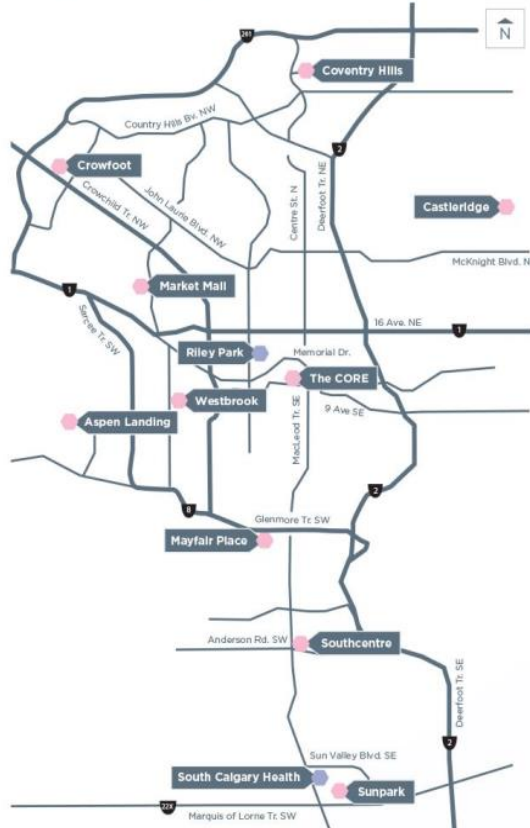 201
N
Coventry Hills
Country Hills Bv. NW
2
Crowfoot
Crowchild Tr. NW
John Laurie Blvd. NW
Centre St. N
Deerfoot Tr. NE
Castleridge
McKnight Blvd. N
Market Mall
1
Sarcee Tr. SW
16 Ave. NE
1
Riley Park
Memorial Dr.
The CORE
Westbrook
9 Ave SE
Aspen Landing
MacLeod Tr. SE
2
8
Glenmore Tr. SW
Mayfair Place
Anderson Rd. SW
Southcentre
Deerfoot Tr. SE
2
Sun Valley Blvd. SE
South Calgary Health
Sunpark
22X
Marquis of Lorne Tr. SW